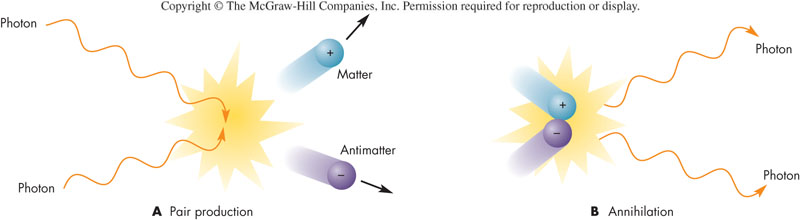 Copyright © The McGraw-Hill Companies, Inc. Permission required for reproduction or display.
Photon
+
Matter
Antimatter
−
Photon
A Pair production
Photon
+
−
Photon
B Annihilation